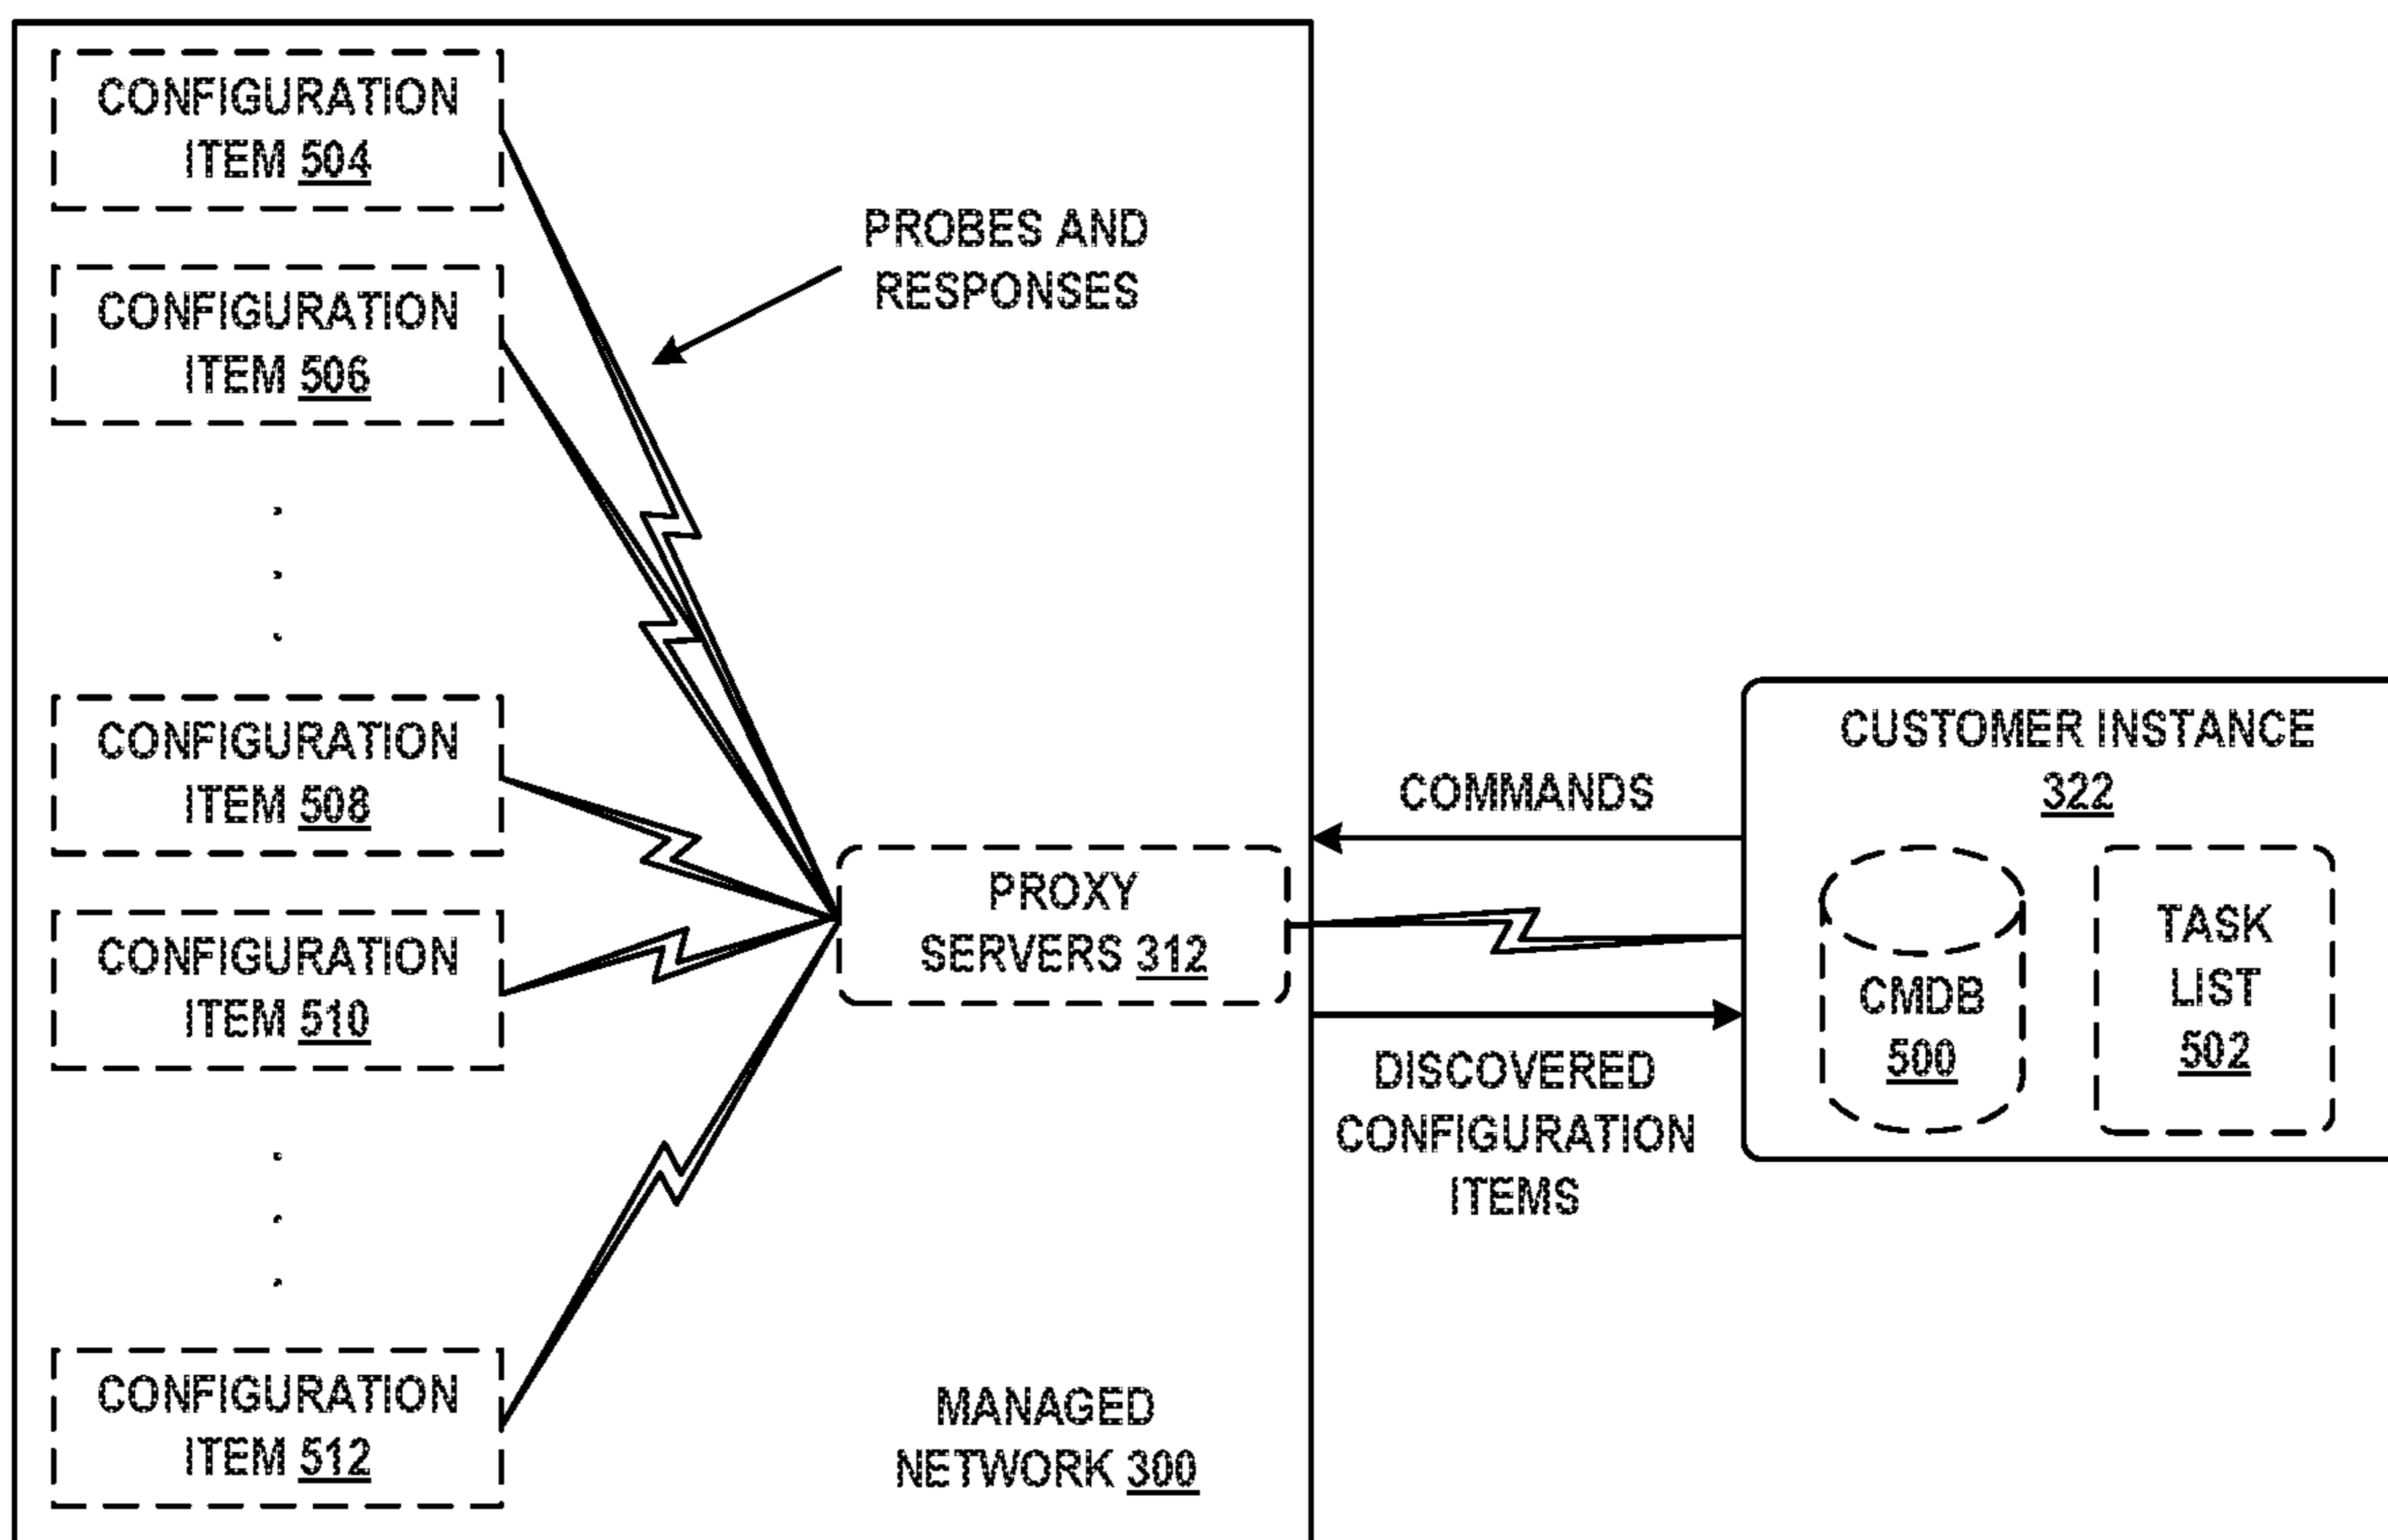 CONFIGURATION
ITEM 504
PROBES AND
RESPONSES
CONFIGURATION
ITEM 506
CONFIGURATION
ITEM 508
CONFIGURATION
ITEM 510
CONFIGURATION
ITEM 512
PROXY
SERVERS 312
MANAGED
NETWORK 300
COMMANDS
DISCOVERED
CONFIGURATION
ITEMS
CUSTOMER INSTANCE
322
CMDB
500
TASK
LIST
502